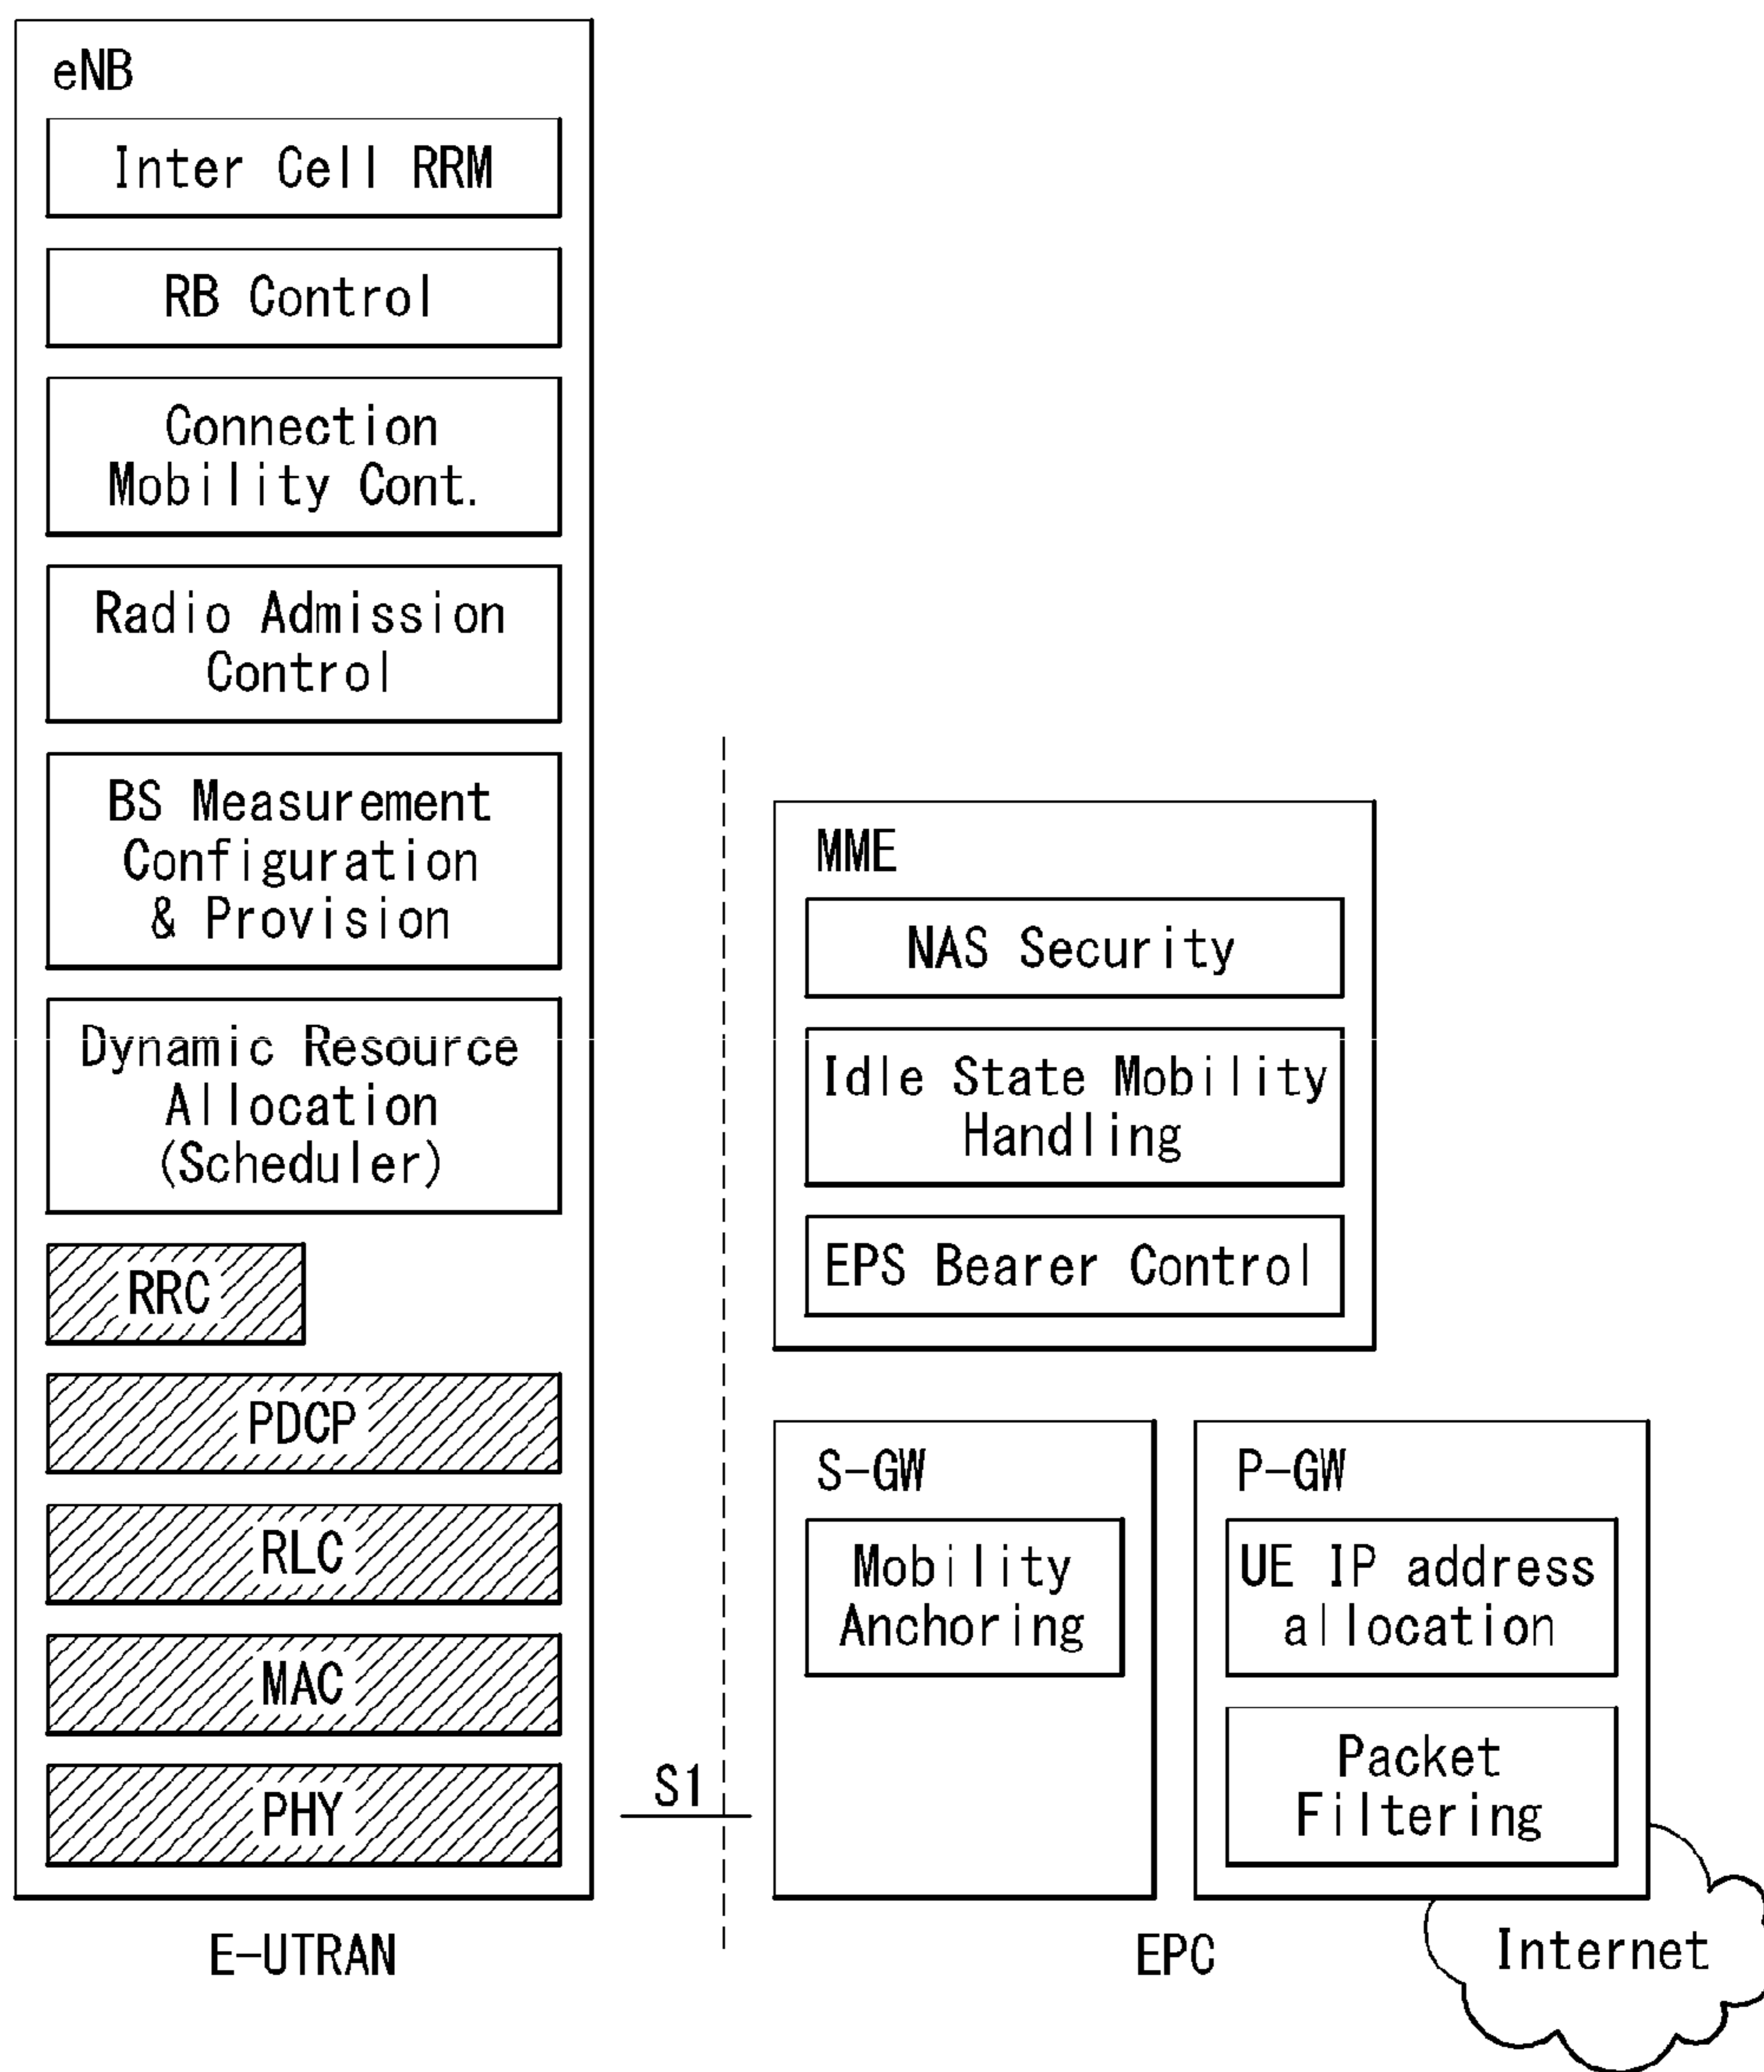 eNB
Inter Cell RRM
RB Control
Connection
Mobility Cont.
Radio Admission
Control
BS Measurement
Configuration
& Provision
Dynamic Resource
Allocation
(Scheduler)
RRC
PDCP
RLC
MAC
PHY
E-UTRAN
S1
MME
NAS Security
Idle State Mobility
Handling
EPS Bearer Control
S-GW
Mobility
Anchoring
P-GW
UE IP address
allocation
Packet
Filtering
EPC
Internet